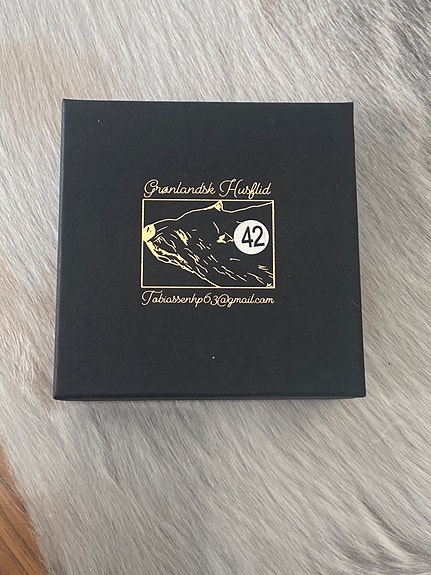 Grønlandsk Husflid
42
Tobiassenhp63@gmail.com